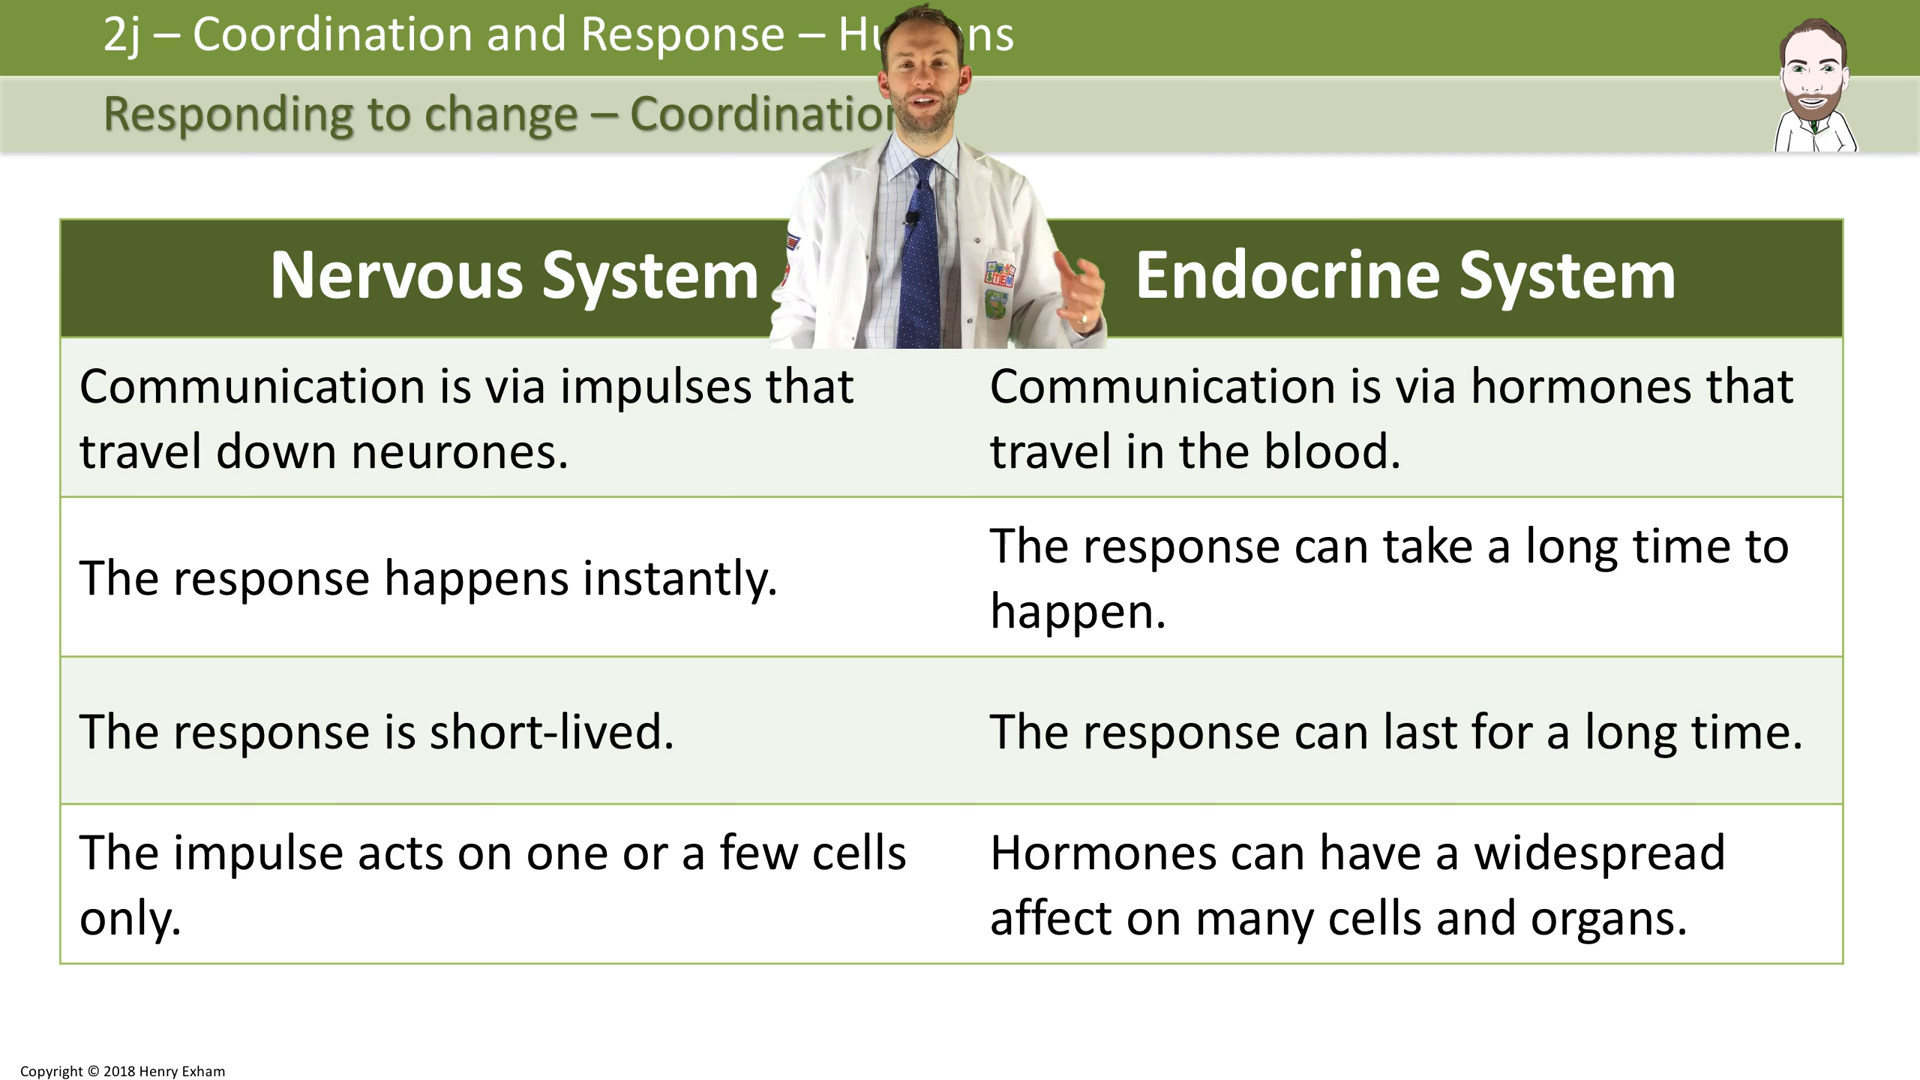 2j – Coordination and Response – Humans
Responding to change – Coordination
Nervous System
Endocrine System
Communication is via impulses that
travel down neurones.
Communication is via hormones that
travel in the blood.
The response happens instantly.
The response can take a long time to
happen.
The response is short-lived.
The response can last for a long time.
The impulse acts on one or a few cells
only.
Hormones can have a widespread
affect on many cells and organs.
STEM
Copyright © 2018 Henry Exham